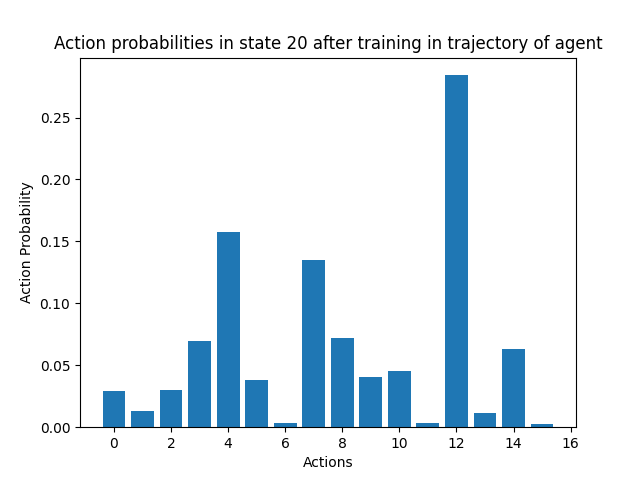 Action probabilities in state 20 after training in trajectory of agent
0.25
0.20
0.15
0.10
0.05
0.00
Action Probability
0 2 4 6 8 10 12 14 16
Actions